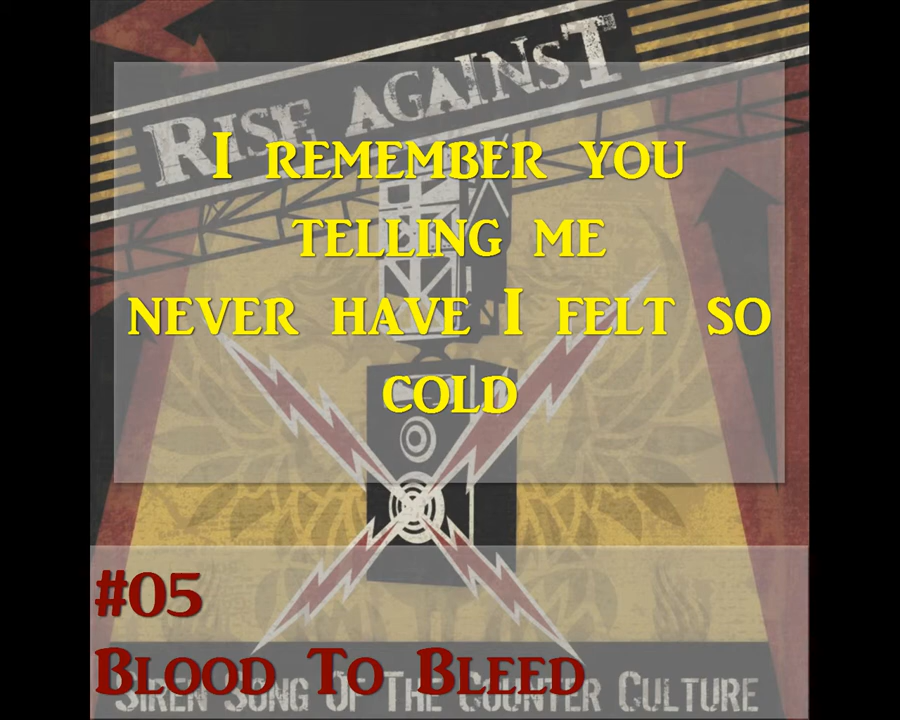 RISE AGAINST
I REMEMBER YOU
TELLING ME
NEVER HAVE I FELT SO
COLD
#05
BLOOD TO BLEED
SIREN SONG OF THE COUNTER CULTURE